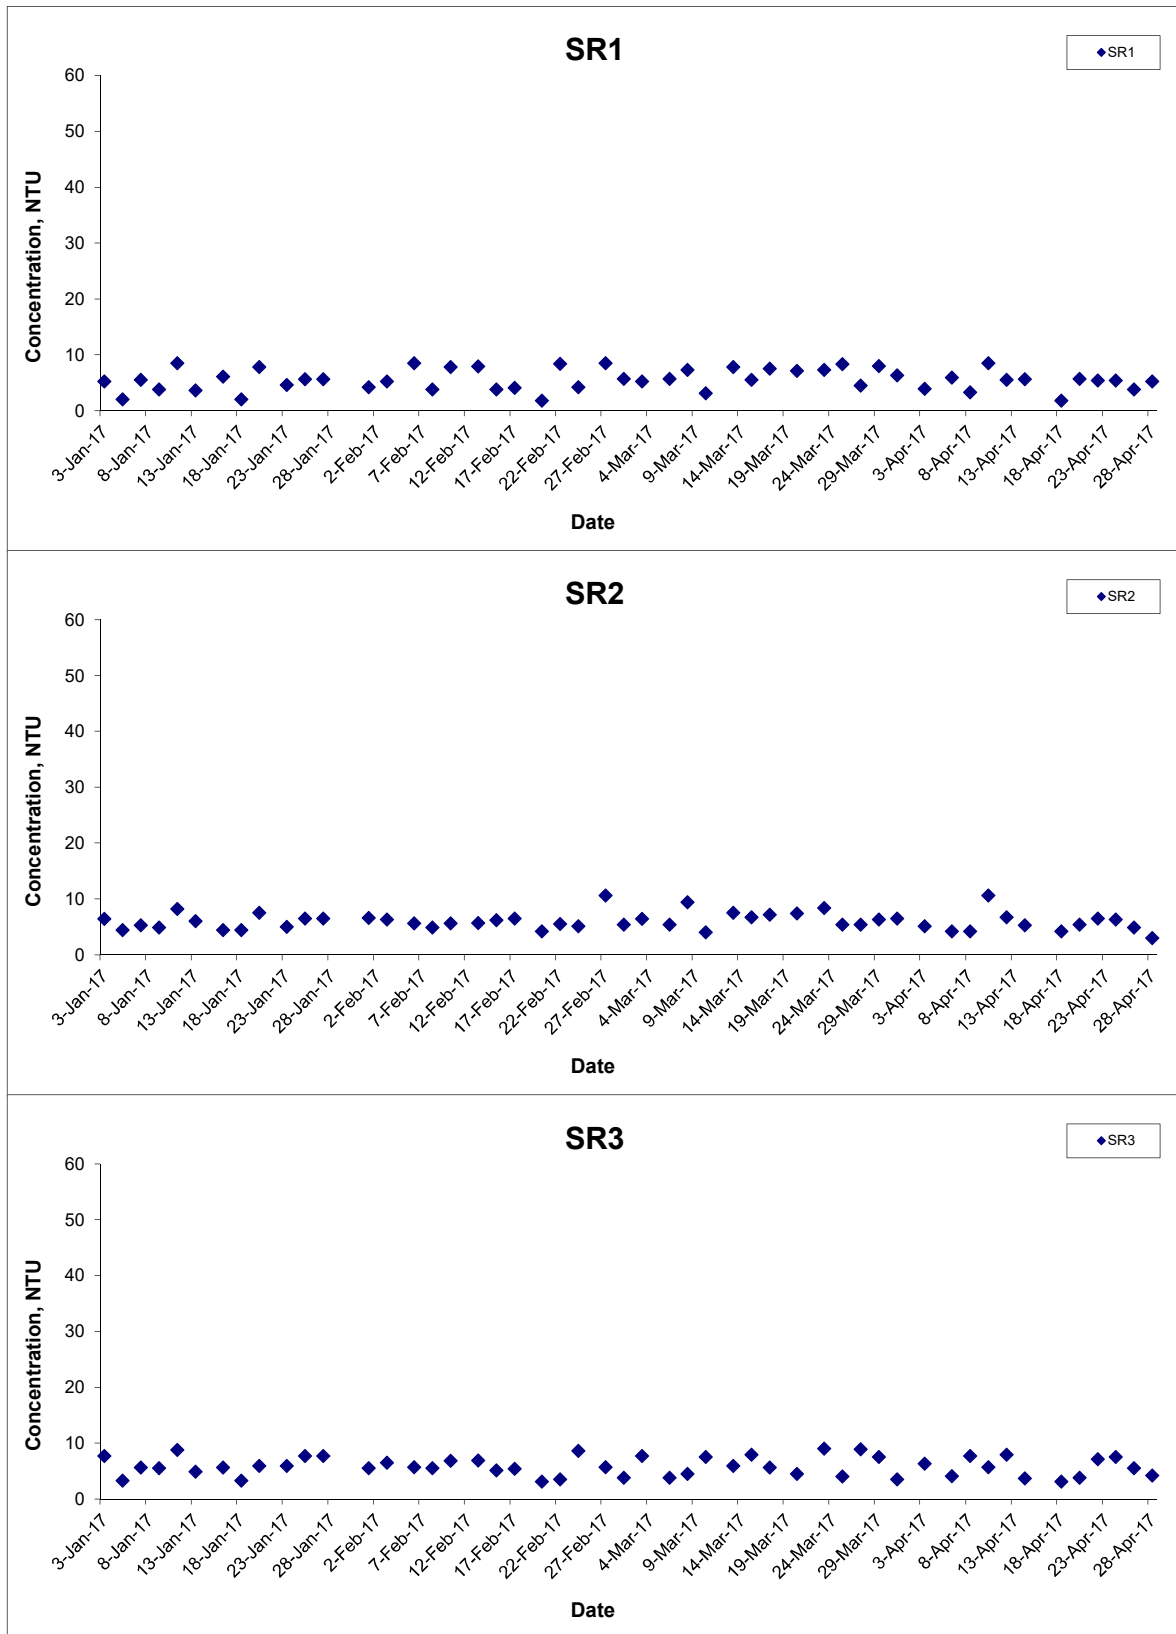 SR1
SR1
60
50
40
30
20
10
0
Concentration, NTU
3-Jan-17
8-Jan-17
13-Jan-17
18-Jan-17
23-Jan-17
28-Jan-17
2-Feb-17
7-Feb-17
12-Feb-17
17-Feb-17
22-Feb-17
27-Feb-17
4-Mar-17
9-Mar-17
14-Mar-17
19-Mar-17
24-Mar-17
29-Mar-17
3-Apr-17
8-Apr-17
13-Apr-17
18-Apr-17
23-Apr-17
28-Apr-17
Date
SR2
SR2
60
50
40
30
20
10
0
Concentration, NTU
3-Jan-17
8-Jan-17
13-Jan-17
18-Jan-17
23-Jan-17
28-Jan-17
2-Feb-17
7-Feb-17
12-Feb-17
17-Feb-17
22-Feb-17
27-Feb-17
4-Mar-17
9-Mar-17
14-Mar-17
19-Mar-17
24-Mar-17
29-Mar-17
3-Apr-17
8-Apr-17
13-Apr-17
18-Apr-17
23-Apr-17
28-Apr-17
Date
SR3
SR3
60
50
40
30
20
10
0
Concentration, NTU
3-Jan-17
8-Jan-17
13-Jan-17
18-Jan-17
23-Jan-17
28-Jan-17
2-Feb-17
7-Feb-17
12-Feb-17
17-Feb-17
22-Feb-17
27-Feb-17
4-Mar-17
9-Mar-17
14-Mar-17
19-Mar-17
24-Mar-17
29-Mar-17
3-Apr-17
8-Apr-17
13-Apr-17
18-Apr-17
23-Apr-17
28-Apr-17
Date